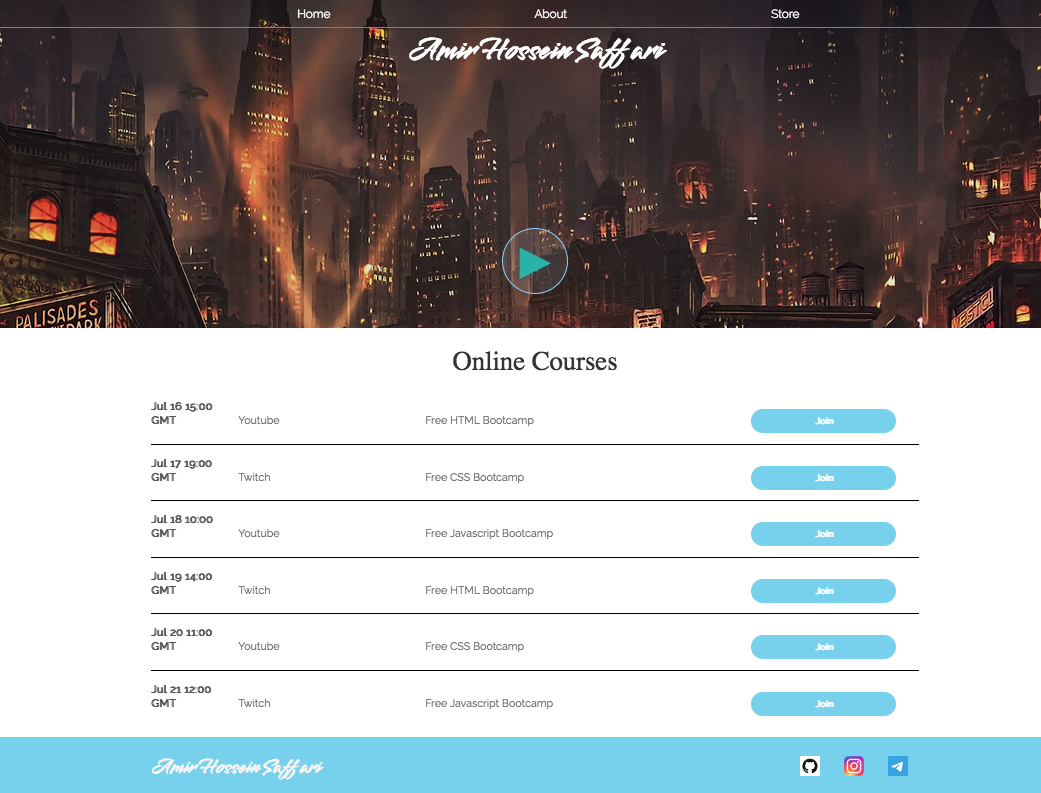 Home About Store
Amir Hossein Saffari
PALISADES
PARK
Online Courses
Jul 16 15:00
GMT Youtube Free HTML Bootcamp Join
Jul 17 19:00
GMT Twitch Free CSS Bootcamp Join
Jul 18 10:00
GMT Youtube Free Javascript Bootcamp Join
Jul 19 14:00
GMT Twitch Free HTML Bootcamp Join
Jul 20 11:00
GMT Youtube Free CSS Bootcamp Join
Jul 21 12:00
GMT Twitch Free Javascript Bootcamp Join
Amir Hossein Saffari